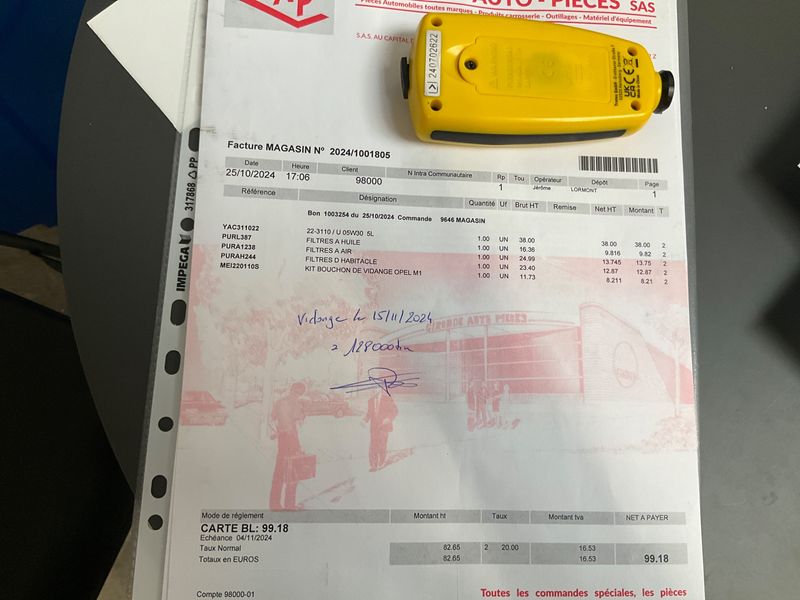 AUTO - PIECES SAS
Pièces Automobiles toutes marques - Produits carrosserie - Outillages - Matériel d'équipement
S.A.S. AU CAPITAL
240702622
Facture MAGASIN N° 2024/1001805
Date Heure Client N Intra Communautaire Rp Tou Opérateur Dépôt Page
25/10/2024 17:06 98000 1 Jérôme LORMONT 1
Référence Désignation Quantité Uf Brut HT Remise Net HT Montant T
Bon 1003254 du 25/10/2024 Commande 9646 MAGASIN
YAC311022 22-3110 / U 05W30 5L 1.00 UN 38.00 38.00 38.00 2
PURL387 FILTRES A HUILE 1.00 UN 16.36 9.816 9.82 2
PURA1238 FILTRES A AIR 1.00 UN 24.99 13.745 13.75 2
PURAH244 FILTRES D HABITACLE 1.00 UN 23.40 12.87 12.87 2
MEI220110S KIT BOUCHON DE VIDANGE OPEL M1 1.00 UN 11.73 8.211 8.21 2
317868 PP
IMPEGA
Vidange le 15/11/2024
128000km
GIRONDE AUTO PIECES
Mode de règlement Montant ht Taux Montant tva NET A PAYER
CARTE BL: 99.18
Echéance 04/11/2024
Taux Normal 82.65 2 20.00 16.53
Totaux en EUROS 82.65 16.53 99.18
Compte 98000-01
Toutes les commandes spéciales, les pièces